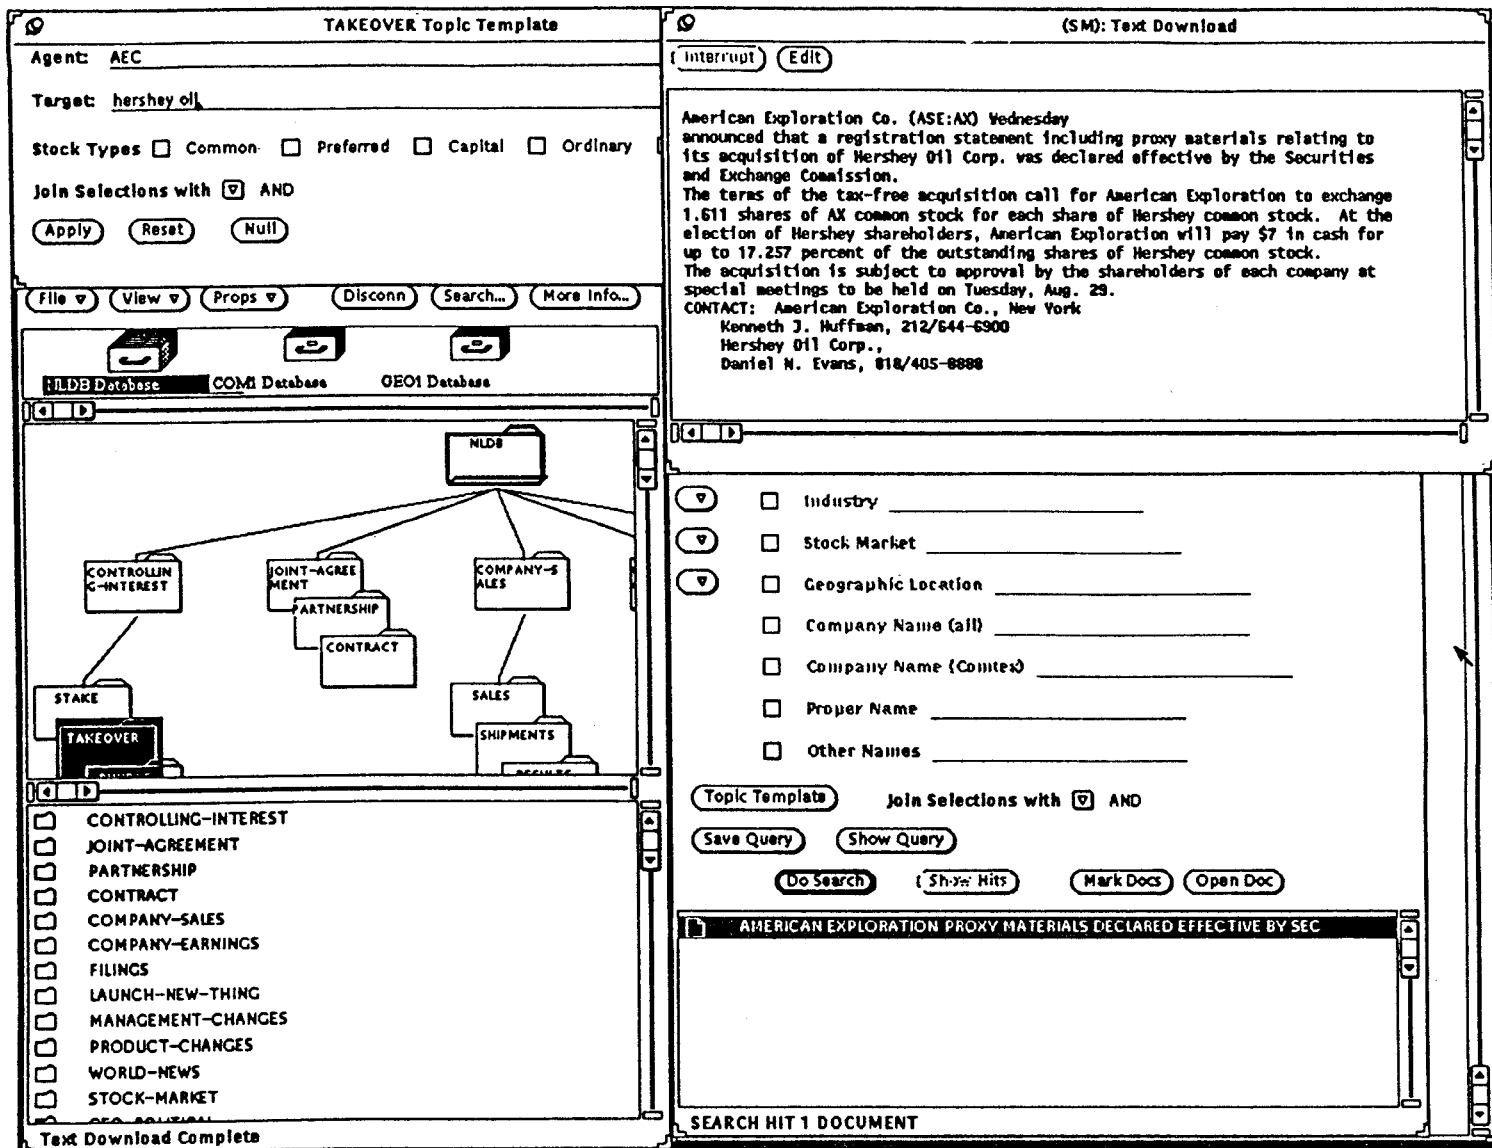 TAKEOVER Topic Template
Agent: AEC
Target: hershey oil
Stock Types Common Preferred Capital Ordinary
Join Selections with AND
Apply Reset Null
File View Props Disconn Search... More Info...
NLDB Database COM1 Database GEO1 Database
NLDB
CONTROLLIN
G-INTEREST
JOINT-AGREE
MENT
PARTNERSHIP
CONTRACT
COMPANY-S
ALES
STAKE
TAKEOVER
SALES
SHIPMENTS
RESULTS
CONTROLLING-INTEREST
JOINT-AGREEMENT
PARTNERSHIP
CONTRACT
COMPANY-SALES
COMPANY-EARNINGS
FILINGS
LAUNCH-NEW-THING
MANAGEMENT-CHANGES
PRODUCT-CHANGES
WORLD-NEWS
STOCK-MARKET
GEO-POLITICAL
Text Download Complete
(SM): Text Download
Interrupt Edit
American Exploration Co. (ASE:AX) Wednesday
announced that a registration statement including proxy materials relating to
its acquisition of Hershey Oil Corp. was declared effective by the Securities
and Exchange Commission.
The terms of the tax-free acquisition call for American Exploration to exchange
1.611 shares of AX common stock for each share of Hershey common stock. At the
election of Hershey shareholders, American Exploration will pay $7 in cash for
up to 17.257 percent of the outstanding shares of Hershey common stock.
The acquisition is subject to approval by the shareholders of each company at
special meetings to be held on Tuesday, Aug. 29.
CONTACT: American Exploration Co., New York
Kenneth J. Huffman, 212/644-6900
Hershey Oil Corp.,
Daniel N. Evans, 818/405-8888
Industry
Stock Market
Geographic Location
Company Name (all)
Company Name (Comtex)
Proper Name
Other Names
Topic Template Join Selections with AND
Save Query Show Query
Do Search Show Hits Mark Docs Open Doc
AMERICAN EXPLORATION PROXY MATERIALS DECLARED EFFECTIVE BY SEC
SEARCH HIT 1 DOCUMENT